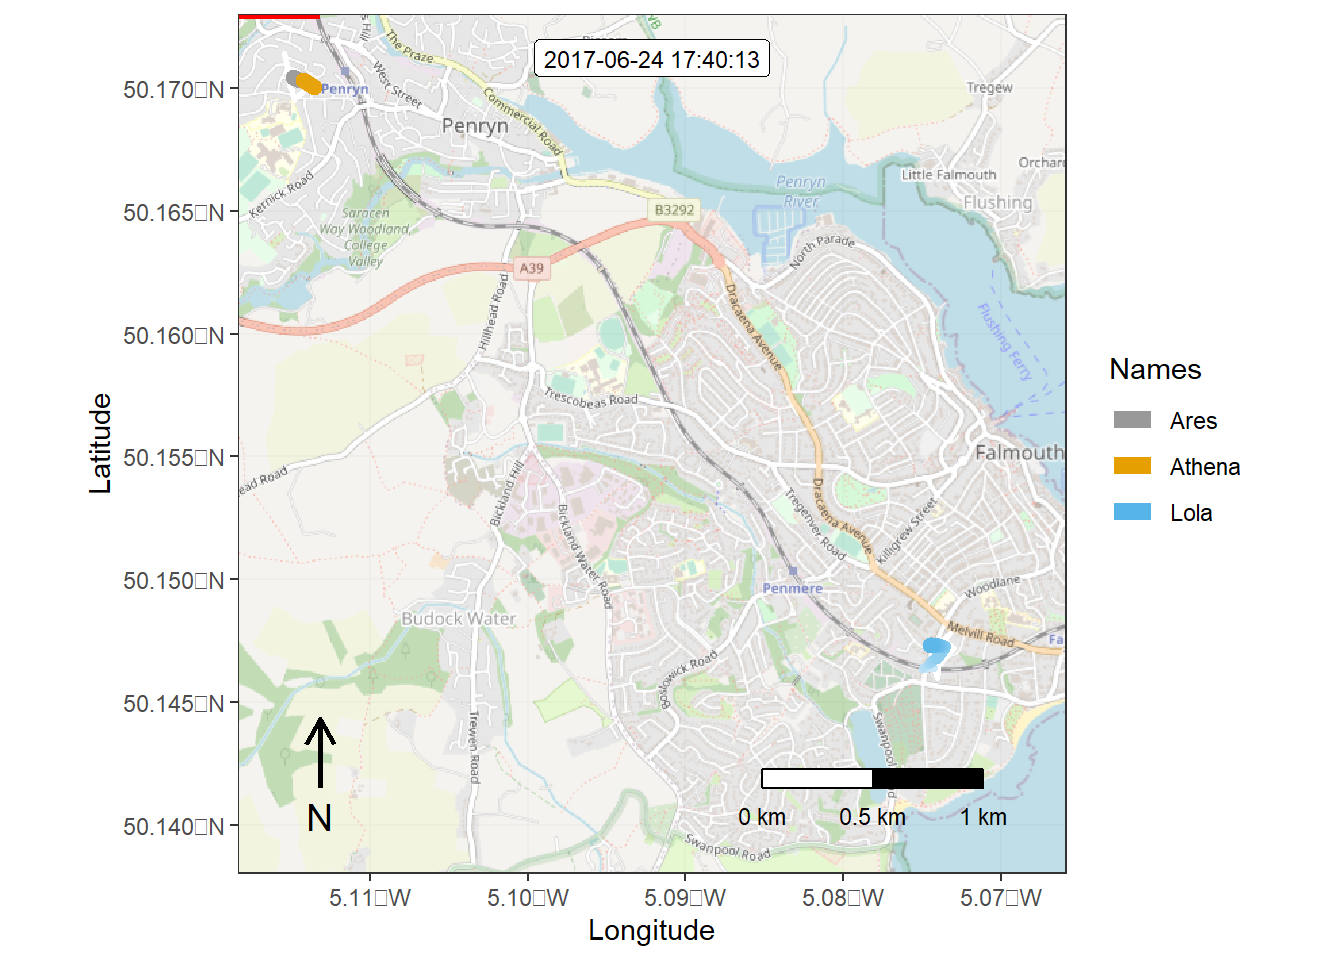 2017-06-24 17:40:13
The Praze
West Street
Penryn
Commercial Road
Penryn
Tregew
Orchar
Little Falmouth
Flushing
Penryn
River
Kernick Road
Saracen
Way Woodland,
College
Valley
B3292
North Parade
A39
Hillhead Road
Dracaena Avenue
Flushing Ferry
Trescobeas Road
Falmouth
ead Road
Bickland Hill
Bickland Water Road
Tregenver Road
Dracaena Avenue
Killigrew Street
Penmere
Woodlane
Budock Water
Melvill Road
Fa
Boslowick Road
Trewen Road
Swanpool
Swanpool Road
N
0 km
0.5 km
1 km
50.170□N
50.165□N
50.160□N
50.155□N
50.150□N
50.145□N
50.140□N
5.11□W
5.10□W
5.09□W
5.08□W
5.07□W
Longitude
Latitude
Names
Ares
Athena
Lola